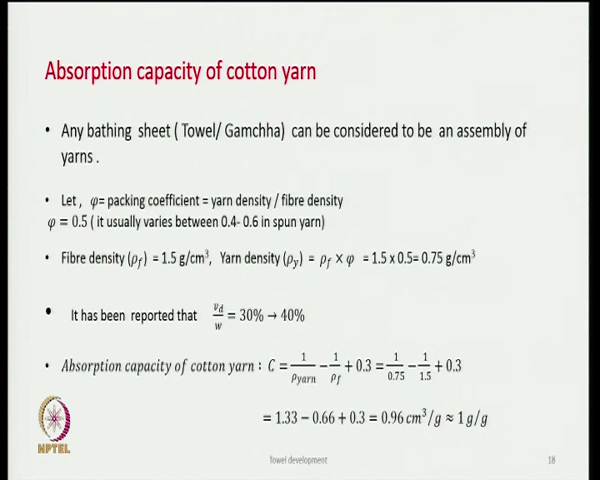 Absorption capacity of cotton yarn
• Any bathing sheet ( Towel/ Gamchha) can be considered to be an assembly of
yarns .
• Let , φ= packing coefficient = yarn density / fibre density
φ = 0.5 ( it usually varies between 0.4- 0.6 in spun yarn)
• Fibre density (ρf) = 1.5 g/cm³, Yarn density (ρy) = ρf × φ = 1.5 x 0.5= 0.75 g/cm³
• It has been reported that vd/w = 30% → 40%
• Absorption capacity of cotton yarn : C = 1/ρyarn − 1/ρf + 0.3 = 1/0.75 − 1/1.5 + 0.3
= 1.33 − 0.66 + 0.3 = 0.96 cm³/g ≈ 1 g/g
NPTEL
Towel development
18